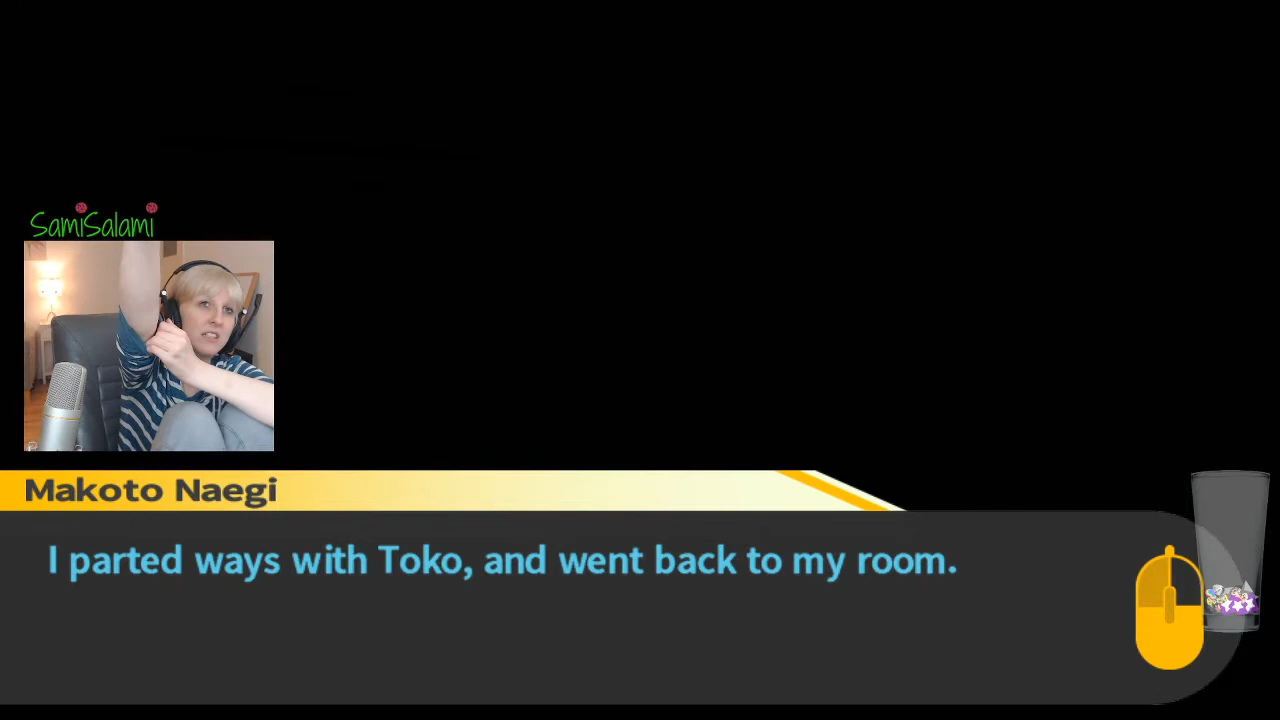 SamiSalami
Makoto Naegi
I parted ways with Toko, and went back to my room.